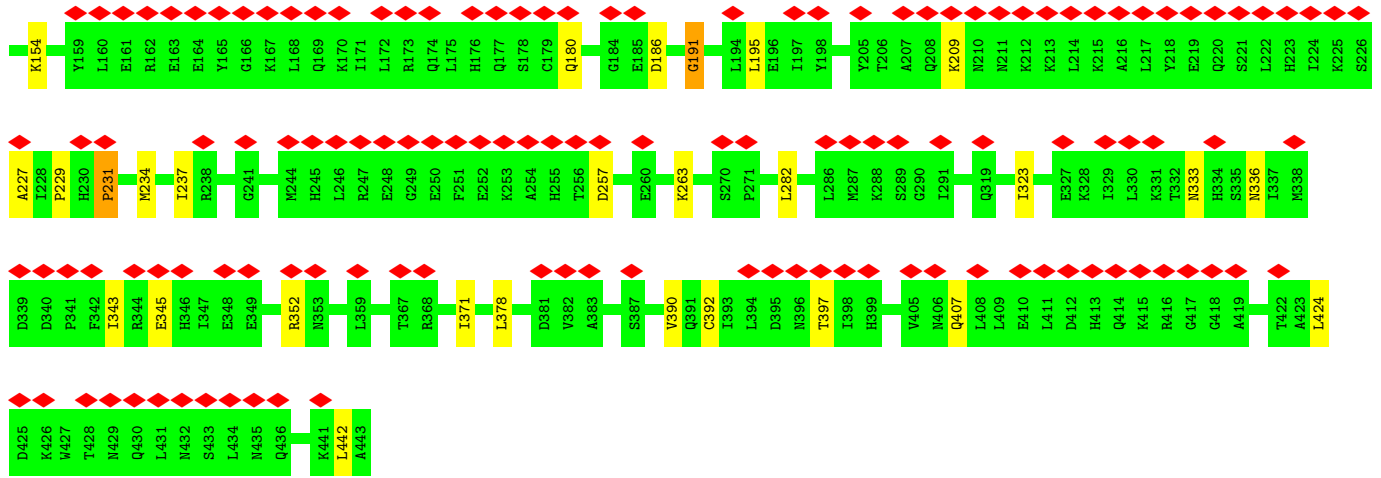 K154 Y159 L160 E161 R162 E163 E164 Y165 G166 K167 L168 Q169 K170 I171 L172 R173 Q174 L175 H176 Q177 S178 C179 Q180 G184 E185 D186 G191 L194 L195 E196 I197 Y198 Y205 T206 A207 Q208 K209 N210 N211 K212 K213 L214 K215 A216 L217 Y218 E219 Q220 S221 L222 H223 I224 K225 S226
A227 I228 P229 H230 P231 M234 I237 R238 G241 M244 H245 L246 R247 E248 G249 E250 F251 E252 K253 A254 H255 T256 D257 E260 K263 S270 P271 L282 L286 M287 K288 S289 G290 I291 Q319 I323 E327 K328 I329 L330 K331 T332 N333 H334 S335 N336 I337 M338
D339 D340 P341 F342 I343 R344 E345 H346 I347 E348 E349 R352 N353 L359 T367 R368 I371 L378 D381 V382 A383 S387 V390 Q391 C392 I393 L394 D395 N396 T397 I398 H399 V405 N406 Q407 L408 L409 E410 L411 D412 H413 Q414 K415 R416 G417 G418 A419 T422 A423 L424
D425 K426 W427 T428 N429 Q430 L431 N432 S433 L434 N435 Q436 K441 L442 A443